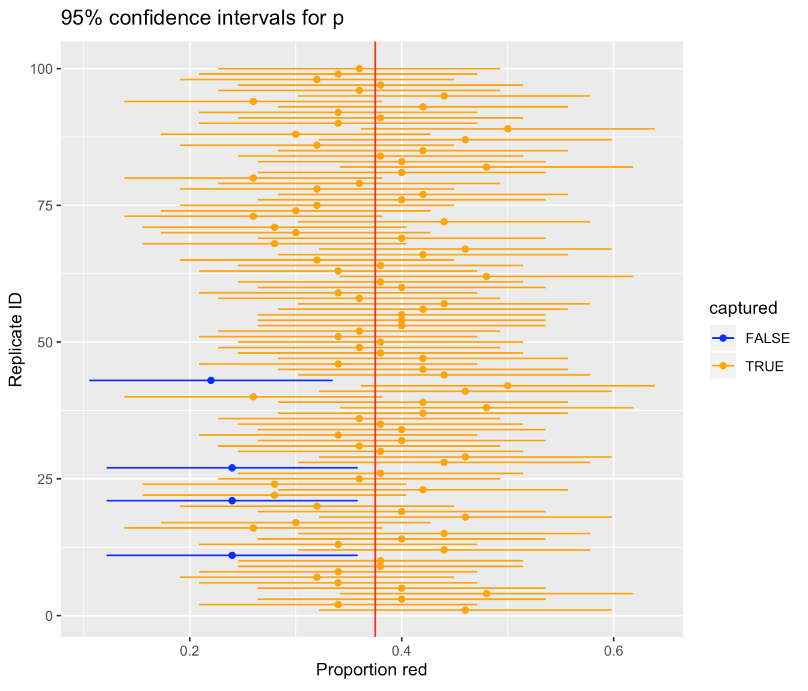 95% confidence intervals for p
100
75
50
25
0
Replicate ID
0.2
0.4
0.6
Proportion red
captured
FALSE
TRUE